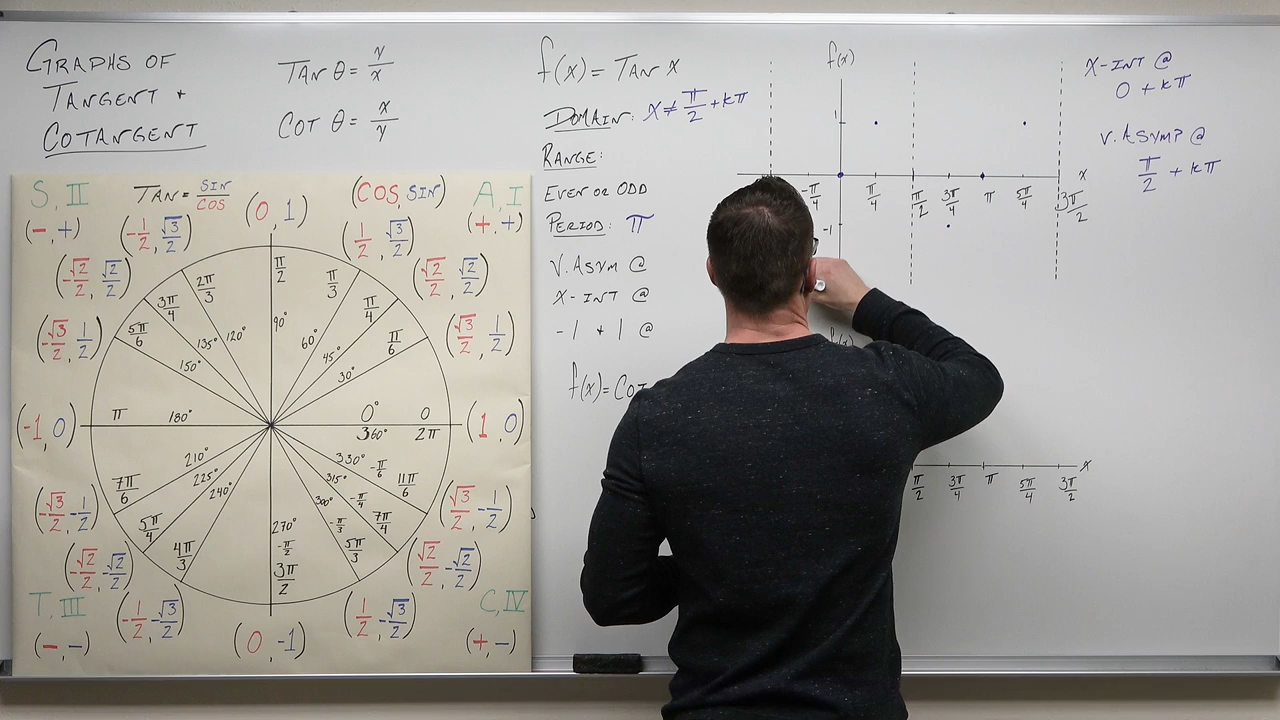 GRAPHS OF
TANGENT +
COTANGENT
TAN θ = y/x
COT θ = x/y
S, II
(-, +)
TAN = SIN/COS
(0, 1)
(COS, SIN)
A, I
(+, +)
(-1/2, √3/2)
(1/2, √3/2)
(-√2/2, √2/2)
(√2/2, √2/2)
(-√3/2, 1/2)
(√3/2, 1/2)
π/2
2π/3
π/3
3π/4
π/4
5π/6
π/6
90°
120°
60°
135°
45°
150°
30°
(-1, 0)
π
180°
0°
0
360°
2π
(1, 0)
210°
330°
-π/6
225°
315°
7π/6
11π/6
240°
300°
-π/4
5π/4
-π/3
7π/4
270°
-π/2
4π/3
3π/2
5π/3
(-√3/2, -1/2)
(√3/2, -1/2)
(-√2/2, -√2/2)
(√2/2, -√2/2)
T, III
(-, -)
(-1/2, -√3/2)
(0, -1)
(1/2, -√3/2)
C, IV
(+, -)
f(x) = TAN x
DOMAIN: x ≠ π/2 + kπ
RANGE:
EVEN OR ODD
PERIOD: π
V. ASYM @
X-INT @
-1 + 1 @
f(x) = COT
f(x)
1
-1
x
-π/4 π/4 π/2 3π/4 π 5π/4 3π/2
X-INT @
0 + kπ
V. ASYMP @
π/2 + kπ
f(x)
x
π/2 3π/4 π 5π/4 3π/2